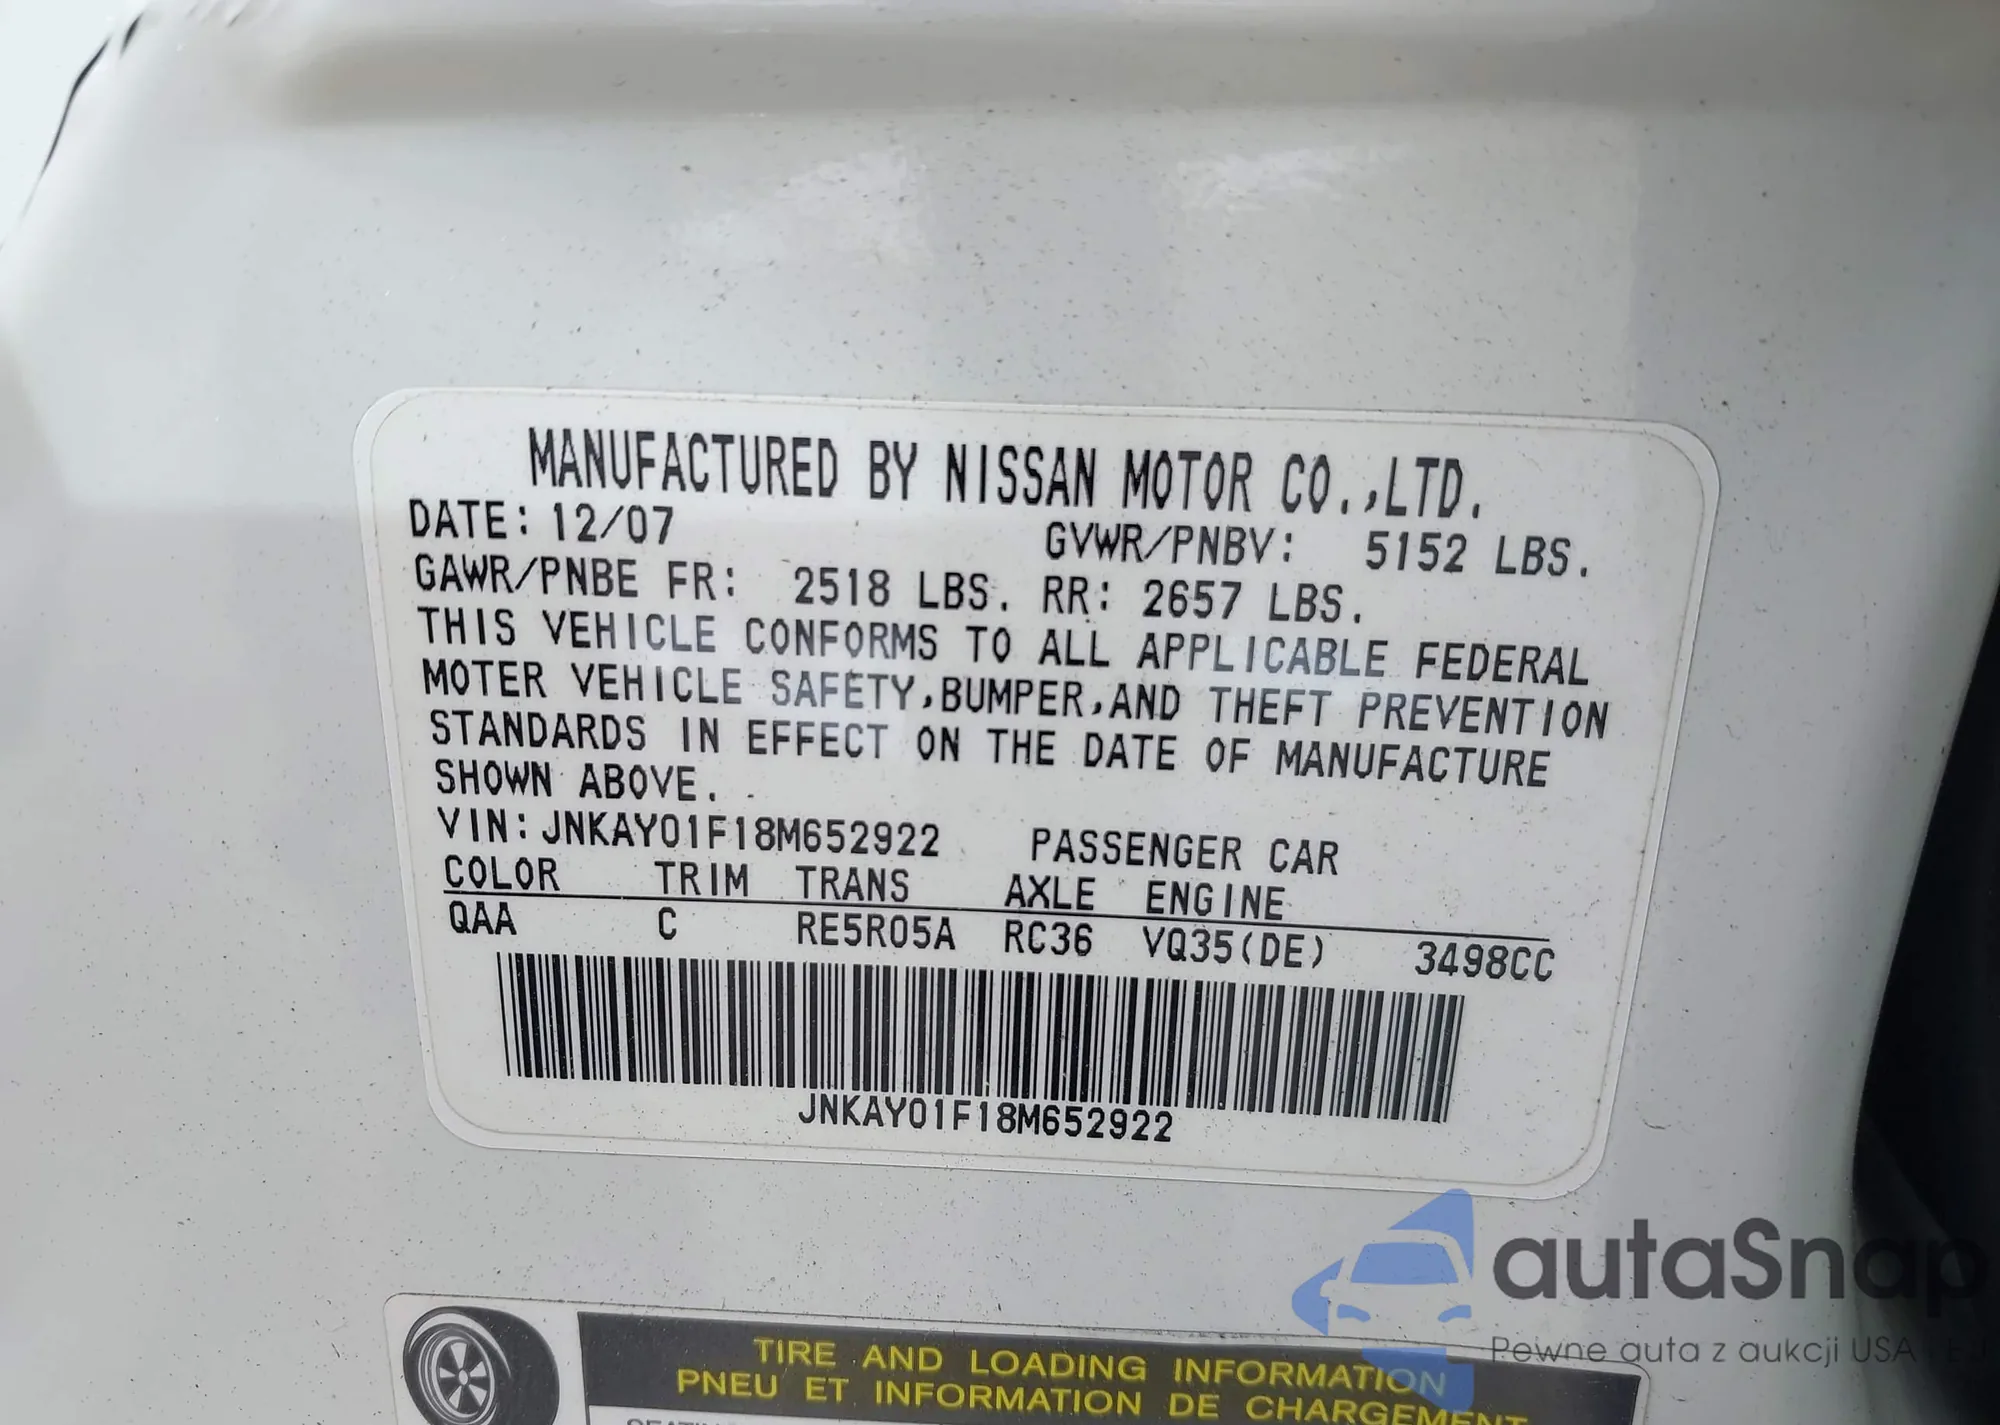 MANUFACTURED BY NISSAN MOTOR CO.,LTD.
DATE: 12/07 GVWR/PNBV: 5152 LBS.
GAWR/PNBE FR: 2518 LBS. RR: 2657 LBS.
THIS VEHICLE CONFORMS TO ALL APPLICABLE FEDERAL
MOTER VEHICLE SAFETY,BUMPER,AND THEFT PREVENTION
STANDARDS IN EFFECT ON THE DATE OF MANUFACTURE
SHOWN ABOVE.
VIN: JNKAY01F18M652922 PASSENGER CAR
COLOR TRIM TRANS AXLE ENGINE
QAA C RE5R05A RC36 VQ35(DE) 3498CC
JNKAY01F18M652922
autaSnap
Pewne auta z aukcji USA
TIRE AND LOADING INFORMATION
PNEU ET INFORMATION DE CHARGEMENT